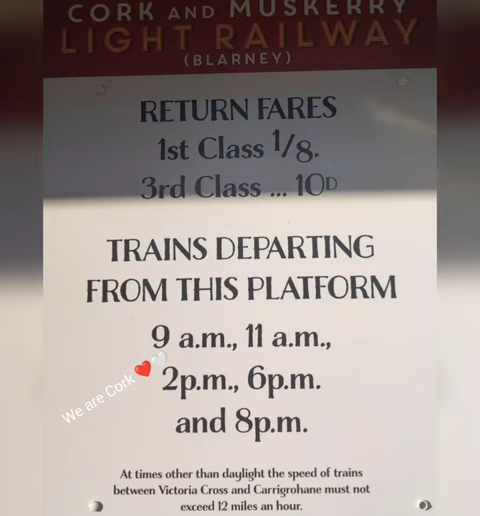 CORK AND MUSKERRY
LIGHT RAILWAY
(BLARNEY)
RETURN FARES
1st Class 1/8.
3rd Class ... 10D
TRAINS DEPARTING
FROM THIS PLATFORM
9 a.m., 11 a.m.,
2p.m., 6p.m.
and 8p.m.
We are Cork ❤️🤍
At times other than daylight the speed of trains
between Victoria Cross and Carrigrohane must not
exceed 12 miles an hour.